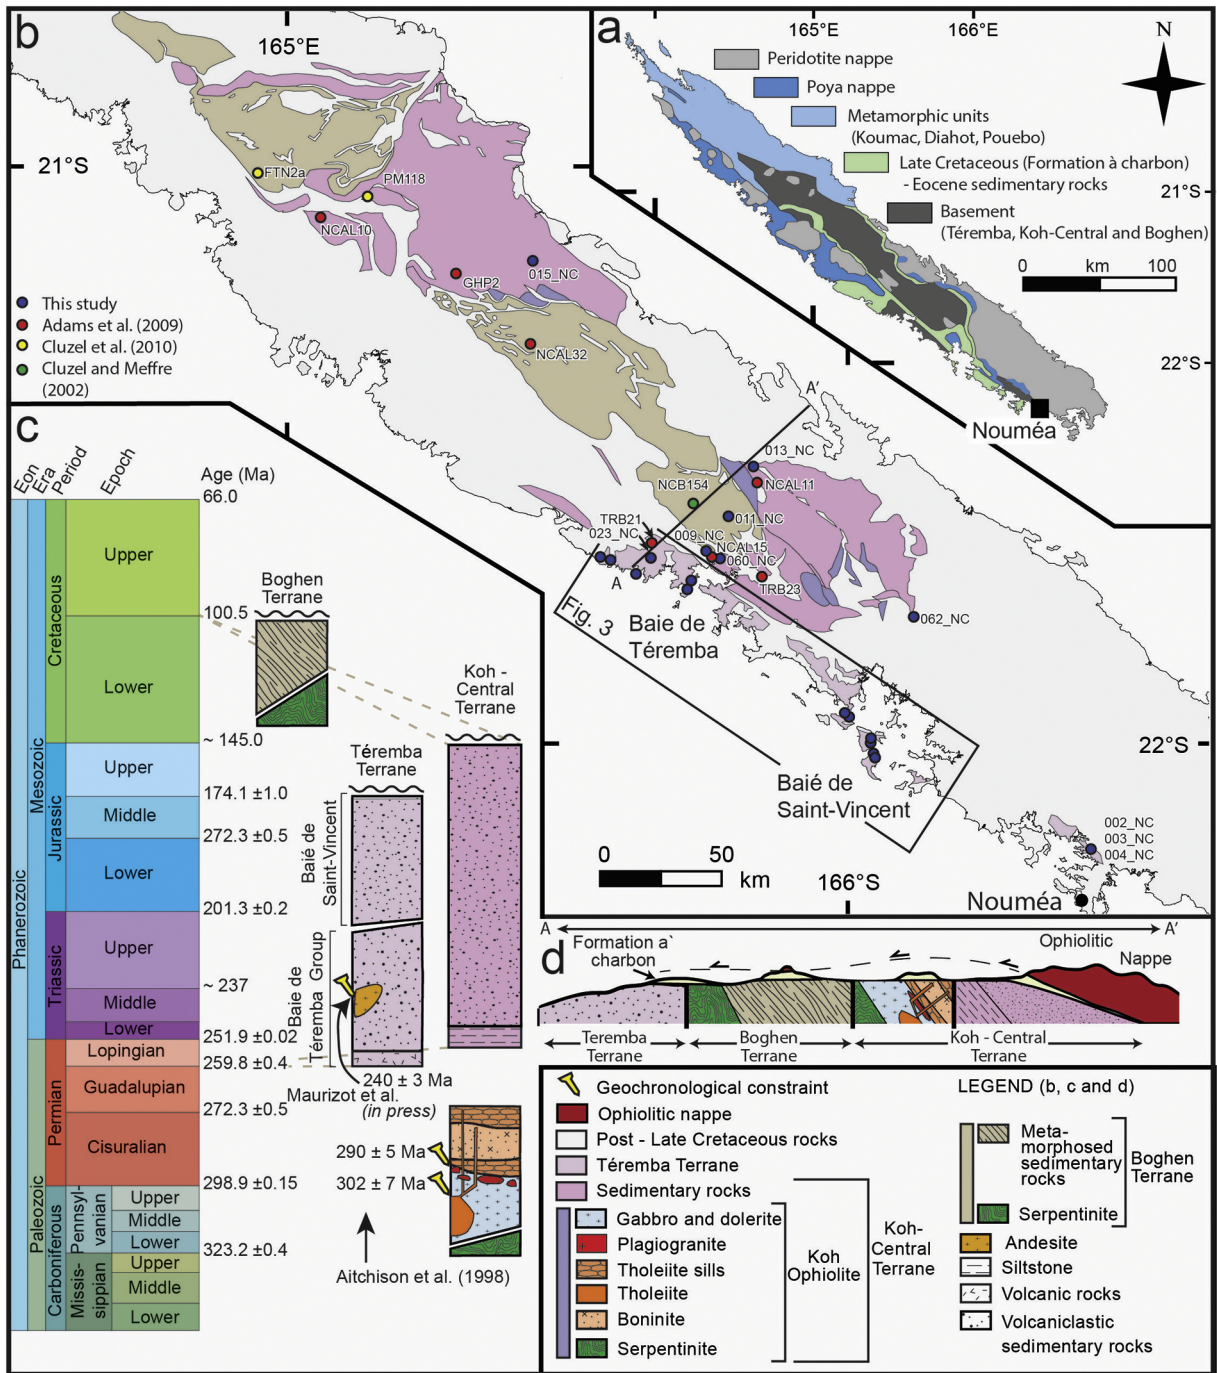 b
165°E
21°S
FTN2a
PM118
NCAL10
GHP2
015_NC
NCAL32
This study
Adams et al. (2009)
Cluzel et al. (2010)
Cluzel and Meffre
(2002)
A'
013_NC
NCAL11
NCB154
011_NC
TRB21
023_NC
009_NC
NCAL15
060_NC
A
TRB23
062_NC
Fig. 3
Baie de
Téremba
22°S
Baié de
Saint-Vincent
002_NC
003_NC
004_NC
0
50
km
166°S
Nouméa
a
165°E
166°E
N
Peridotite nappe
Poya nappe
Metamorphic units
(Koumac, Diahot, Pouebo)
Late Cretaceous (Formation à charbon)
- Eocene sedimentary rocks
Basement
(Téremba, Koh-Central and Boghen)
21°S
0
km
100
22°S
Nouméa
c
Eon
Era
Period
Epoch
Age (Ma)
66.0
Upper
100.5
Lower
~ 145.0
Upper
174.1 ±1.0
Middle
272.3 ±0.5
Lower
201.3 ±0.2
Upper
~ 237
Middle
Lower
251.9 ±0.02
Lopingian
259.8 ±0.4
Guadalupian
272.3 ±0.5
Cisuralian
298.9 ±0.15
Upper
Middle
Lower
323.2 ±0.4
Upper
Middle
Lower
Phanerozoic
Mesozoic
Paleozoic
Cretaceous
Jurassic
Triassic
Permian
Carboniferous
Pennsyl-
vanian
Missis-
sippian
Boghen
Terrane
Koh -
Central
Terrane
Téremba
Terrane
Baié de
Saint-Vincent
Baie de
Téremba Group
240 ± 3 Ma
Maurizot et al.
(in press)
290 ± 5 Ma
302 ± 7 Ma
Aitchison et al. (1998)
A
A'
d
Formation a`
charbon
Ophiolitic
Nappe
Teremba
Terrane
Boghen
Terrane
Koh - Central
Terrane
Geochronological constraint
LEGEND (b, c and d)
Ophiolitic nappe
Post - Late Cretaceous rocks
Téremba Terrane
Sedimentary rocks
Gabbro and dolerite
Plagiogranite
Tholeiite sills
Tholeiite
Boninite
Serpentinite
Koh
Ophiolite
Koh-
Central
Terrane
Meta-
morphosed
sedimentary
rocks
Serpentinite
Boghen
Terrane
Andesite
Siltstone
Volcanic rocks
Volcaniclastic
sedimentary rocks